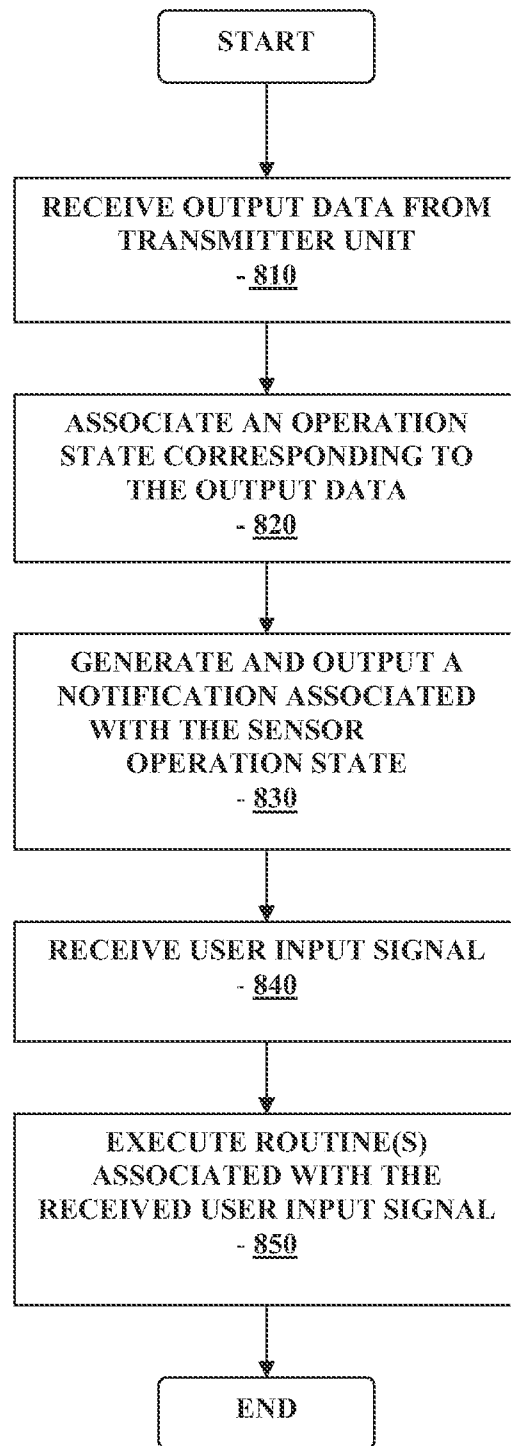 START
RECEIVE OUTPUT DATA FROM
TRANSMITTER UNIT
- 810
ASSOCIATE AN OPERATION
STATE CORRESPONDING TO
THE OUTPUT DATA
- 820
GENERATE AND OUTPUT A
NOTIFICATION ASSOCIATED
WITH THE SENSOR
OPERATION STATE
- 830
RECEIVE USER INPUT SIGNAL
- 840
EXECUTE ROUTINE(S)
ASSOCIATED WITH THE
RECEIVED USER INPUT SIGNAL
- 850
END